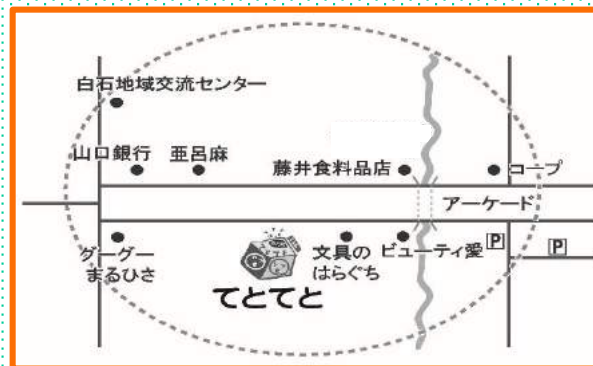 白石地域交流センター
山口銀行
亜呂麻
藤井食料品店
コープ
アーケード
グーグー
まるひさ
文具の
はらぐち
ビューティ愛
P
P
てとてと